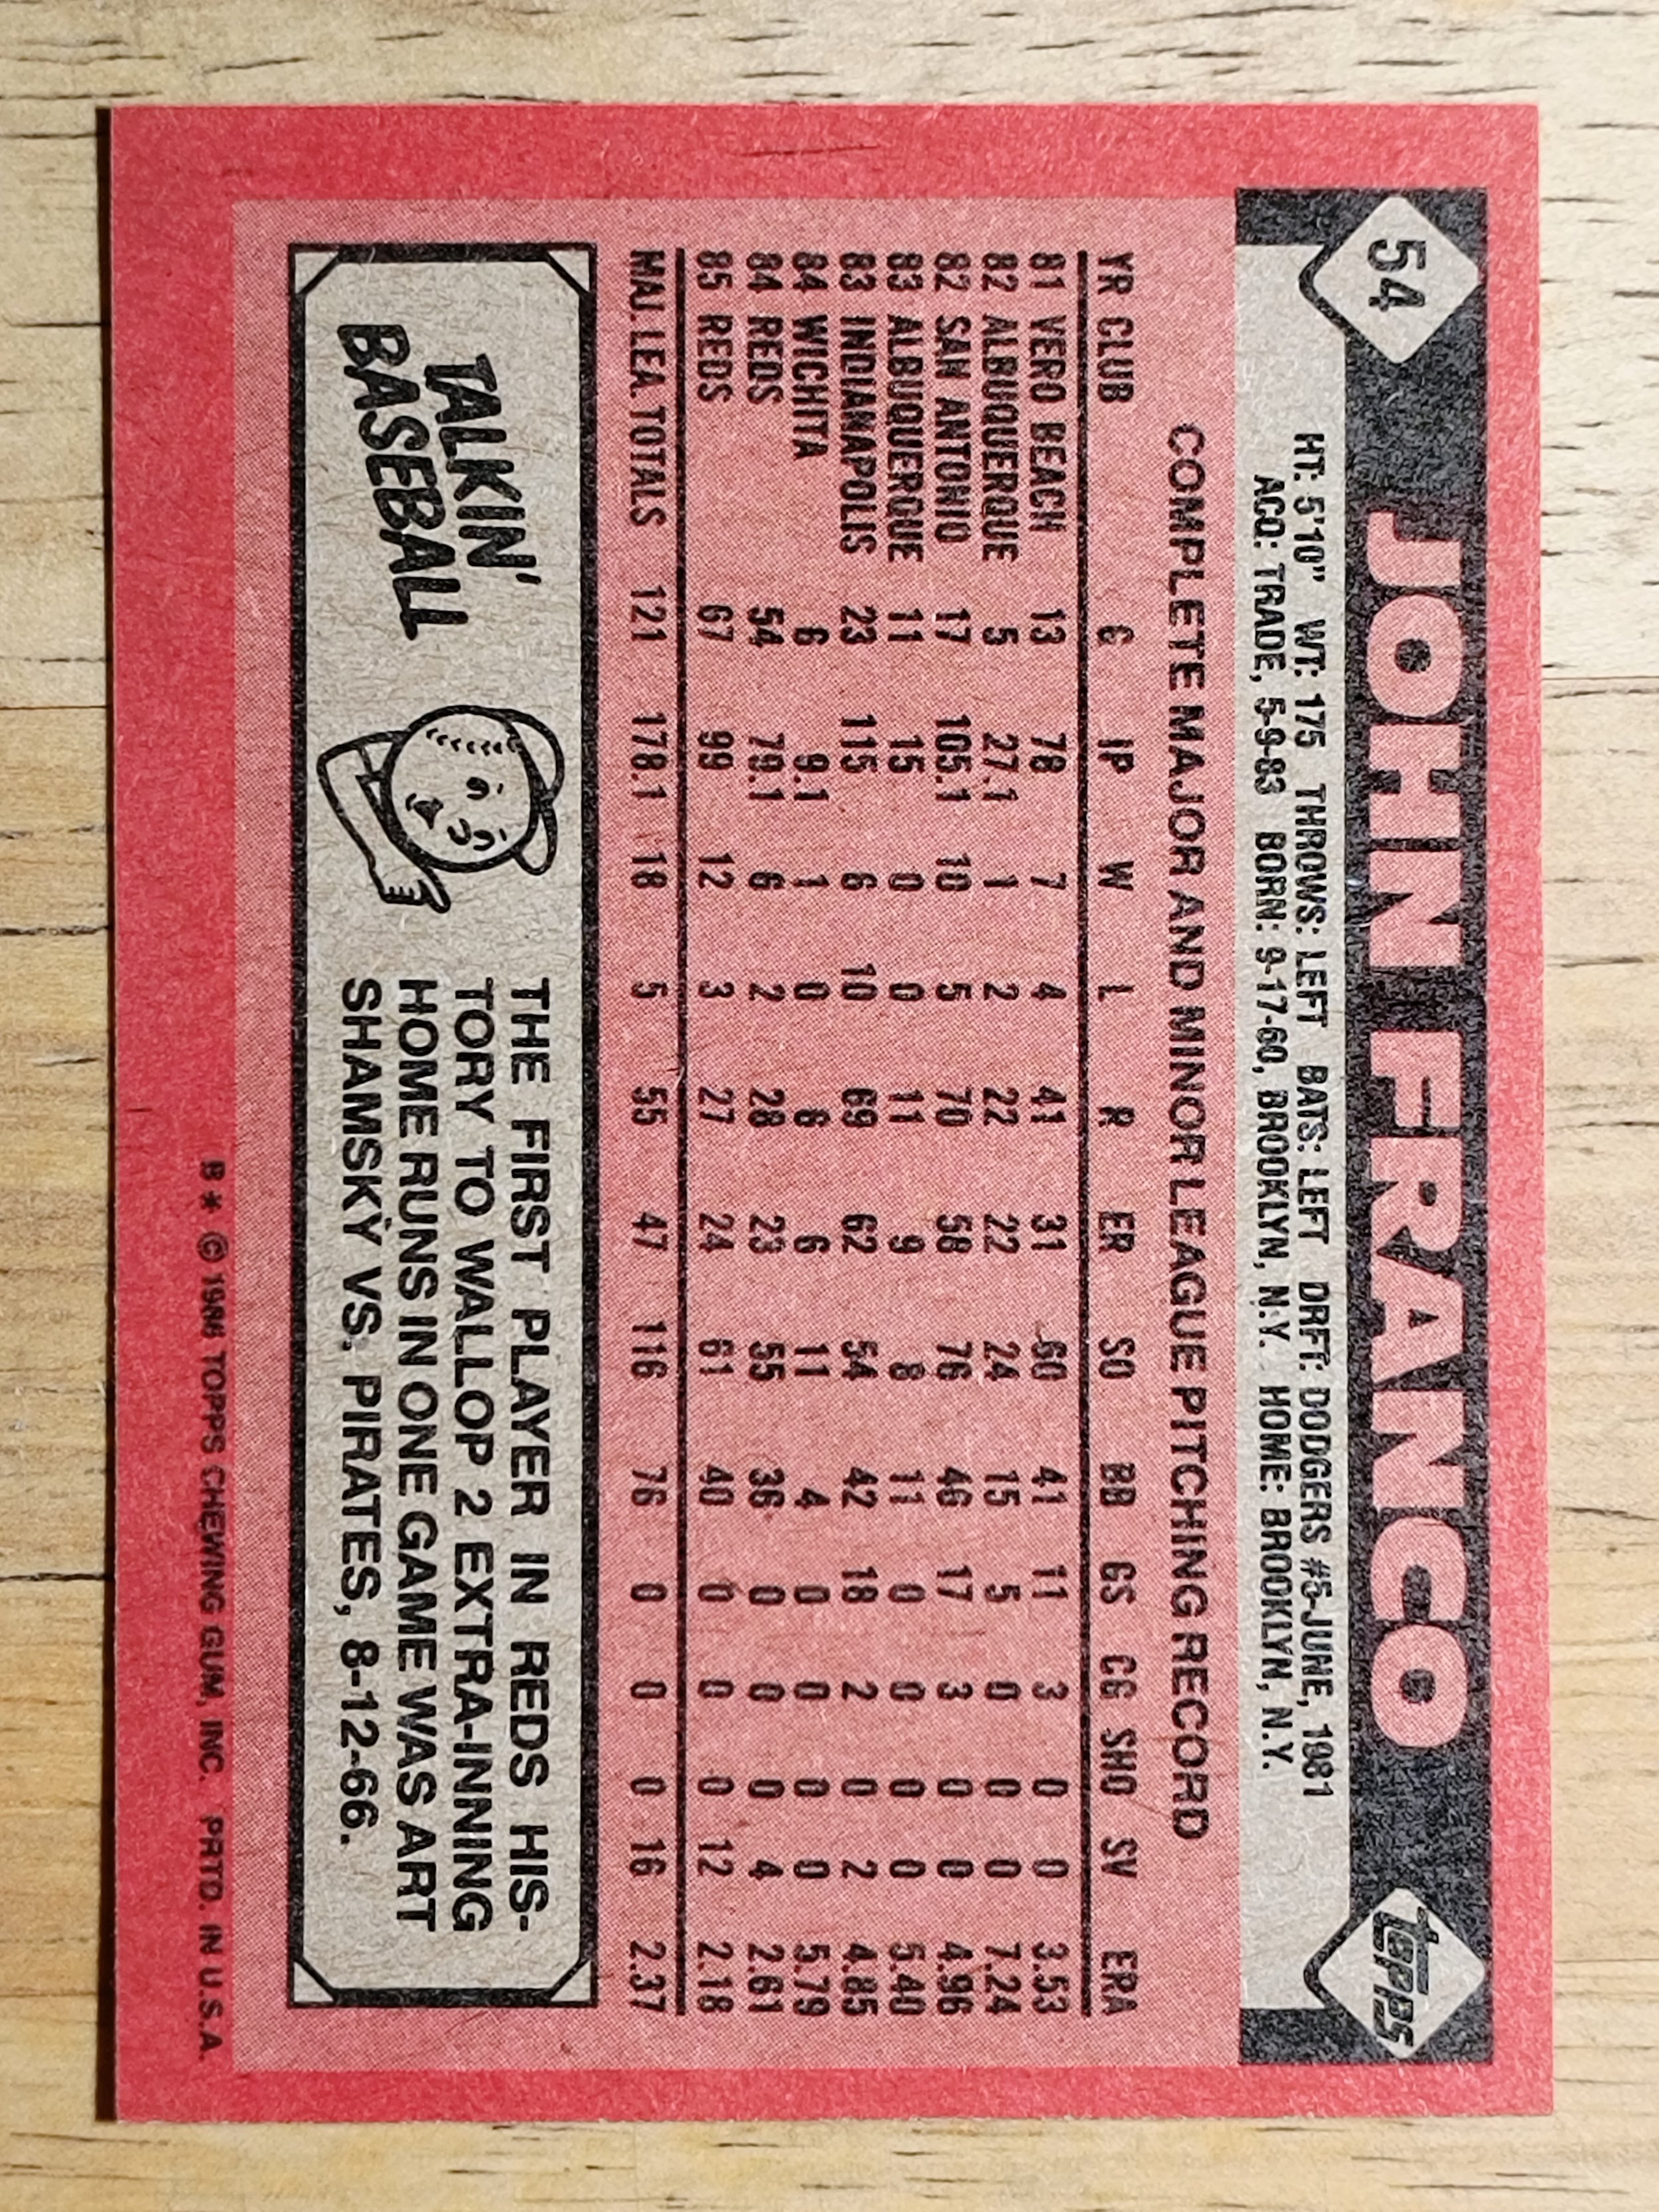 54 JOHN FRANCO topps
HT: 5'10" WT: 175 THROWS: LEFT BATS: LEFT DRFT: DODGERS #5-JUNE, 1981
ACQ: TRADE, 5-9-83 BORN: 9-17-60, BROOKLYN, N.Y. HOME: BROOKLYN, N.Y.
COMPLETE MAJOR AND MINOR LEAGUE PITCHING RECORD
YR CLUB G IP W L R ER SO BB GS CG SHO SV ERA
81 VERO BEACH 13 78 7 4 41 31 60 41 11 3 0 0 3.53
82 ALBUQUERQUE 5 27.1 1 2 22 22 24 15 5 0 0 0 7.24
82 SAN ANTONIO 17 105.1 10 5 70 58 76 46 17 3 0 0 4.96
83 ALBUQUERQUE 11 15 0 0 11 9 8 11 0 0 0 0 5.40
83 INDIANAPOLIS 23 115 6 10 69 62 54 42 18 2 0 2 4.85
84 WICHITA 6 9.1 1 0 6 6 11 4 0 0 0 0 5.79
84 REDS 54 79.1 6 2 28 23 55 36 0 0 0 4 2.61
85 REDS 67 99 12 3 27 24 61 40 0 0 0 12 2.18
MAJ. LEA. TOTALS 121 178.1 18 5 55 47 116 76 0 0 0 16 2.37
TALKIN'
BASEBALL
THE FIRST PLAYER IN REDS HIS-
TORY TO WALLOP 2 EXTRA-INNING
HOME RUNS IN ONE GAME WAS ART
SHAMSKY VS. PIRATES, 8-12-66.
B * © 1986 TOPPS CHEWING GUM, INC. PRTD. IN U.S.A.